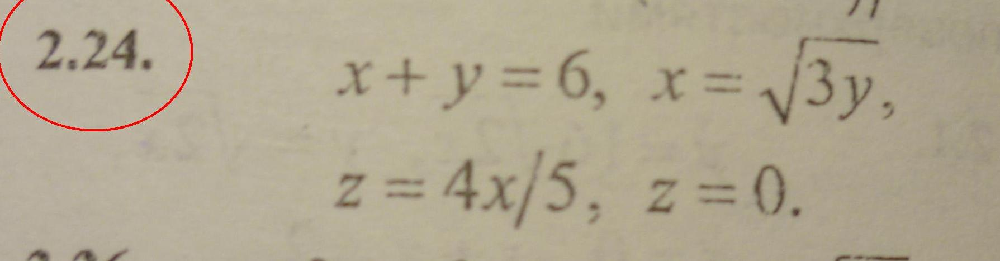 2.24. x + y = 6, x = √3y,
z = 4x/5, z = 0.